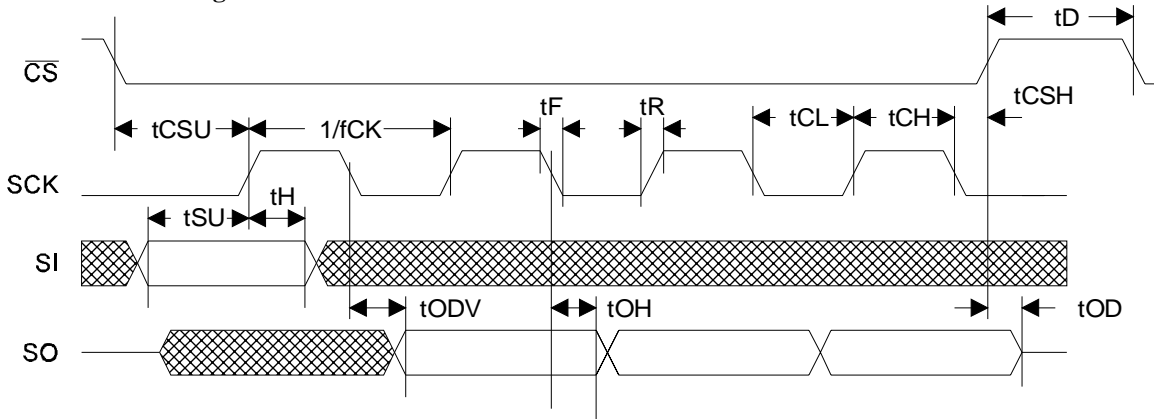 g
tD
CS
tCSH
tF
tR
tCSU
1/fCK
tCL
tCH
SCK
tH
tSU
SI
tODV
tOH
tOD
SO